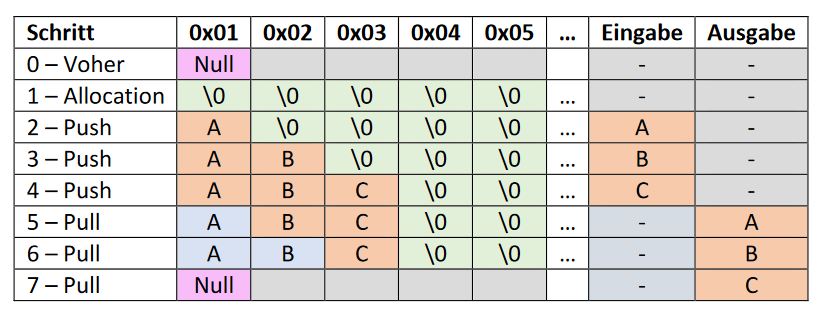 Schritt 0x01 0x02 0x03 0x04 0x05 ... Eingabe Ausgabe
0 – Voher Null - -
1 – Allocation \0 \0 \0 \0 \0 ... - -
2 – Push A \0 \0 \0 \0 ... A -
3 – Push A B \0 \0 \0 ... B -
4 – Push A B C \0 \0 ... C -
5 – Pull A B C \0 \0 ... - A
6 – Pull A B C \0 \0 ... - B
7 – Pull Null - C